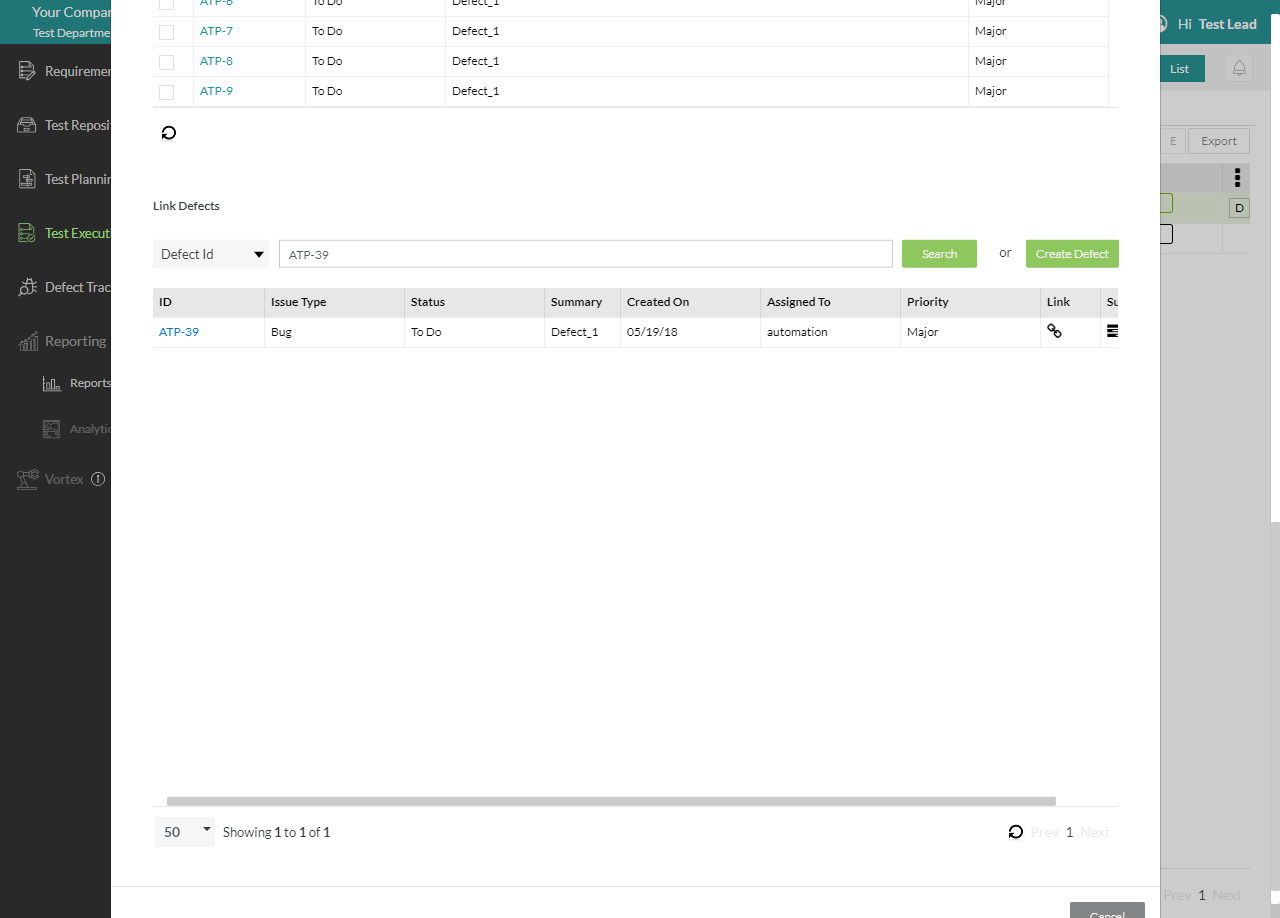 Your Compan
Test Departme
Hi Test Lead
ATP-6 To Do Defect_1 Major
ATP-7 To Do Defect_1 Major
ATP-8 To Do Defect_1 Major
ATP-9 To Do Defect_1 Major
List
E Export
D
Requiremen
Test Reposi
Test Plannin
Test Executi
Defect Trac
Reporting
Reports
Analytic
Vortex
Link Defects
Defect Id ATP-39 Search or Create Defect
ID Issue Type Status Summary Created On Assigned To Priority Link Su
ATP-39 Bug To Do Defect_1 05/19/18 automation Major
50 Showing 1 to 1 of 1 Prev 1 Next
Prev 1 Next
Cancel